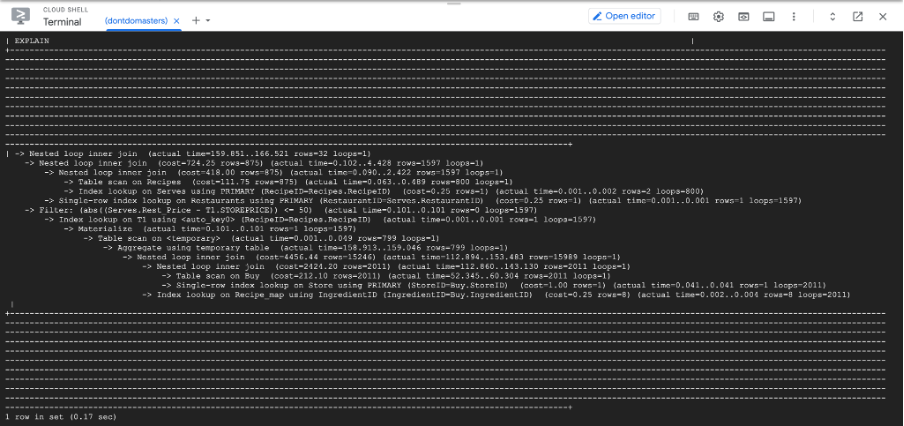 CLOUD SHELL
Terminal (dontdomasters) × + ▾ Open editor
| EXPLAIN |
| -> Nested loop inner join (actual time=159.851..166.521 rows=32 loops=1)
-> Nested loop inner join (cost=724.25 rows=875) (actual time=0.102..4.428 rows=1597 loops=1)
-> Nested loop inner join (cost=418.00 rows=875) (actual time=0.090..2.422 rows=1597 loops=1)
-> Table scan on Recipes (cost=111.75 rows=875) (actual time=0.063..0.489 rows=800 loops=1)
-> Index lookup on Serves using PRIMARY (RecipeID=Recipes.RecipeID) (cost=0.25 rows=1) (actual time=0.001..0.002 rows=2 loops=800)
-> Single-row index lookup on Restaurants using PRIMARY (RestaurantID=Serves.RestaurantID) (cost=0.25 rows=1) (actual time=0.001..0.001 rows=1 loops=1597)
-> Filter: (abs((Serves.Rest_Price - T1.STOREPRICE)) <= 50) (actual time=0.101..0.101 rows=0 loops=1597)
-> Index lookup on T1 using <auto_key0> (RecipeID=Recipes.RecipeID) (actual time=0.001..0.001 rows=1 loops=1597)
-> Materialize (actual time=0.101..0.101 rows=1 loops=1597)
-> Table scan on <temporary> (actual time=0.001..0.049 rows=799 loops=1)
-> Aggregate using temporary table (actual time=158.913..159.046 rows=799 loops=1)
-> Nested loop inner join (cost=4456.44 rows=15246) (actual time=112.894..153.483 rows=15989 loops=1)
-> Nested loop inner join (cost=2424.20 rows=2011) (actual time=112.860..143.130 rows=2011 loops=1)
-> Table scan on Buy (cost=212.10 rows=2011) (actual time=52.345..60.304 rows=2011 loops=1)
-> Single-row index lookup on Store using PRIMARY (StoreID=Buy.StoreID) (cost=1.00 rows=1) (actual time=0.041..0.041 rows=1 loops=2011)
-> Index lookup on Recipe_map using IngredientID (IngredientID=Buy.IngredientID) (cost=0.25 rows=8) (actual time=0.002..0.004 rows=8 loops=2011)
|
1 row in set (0.17 sec)